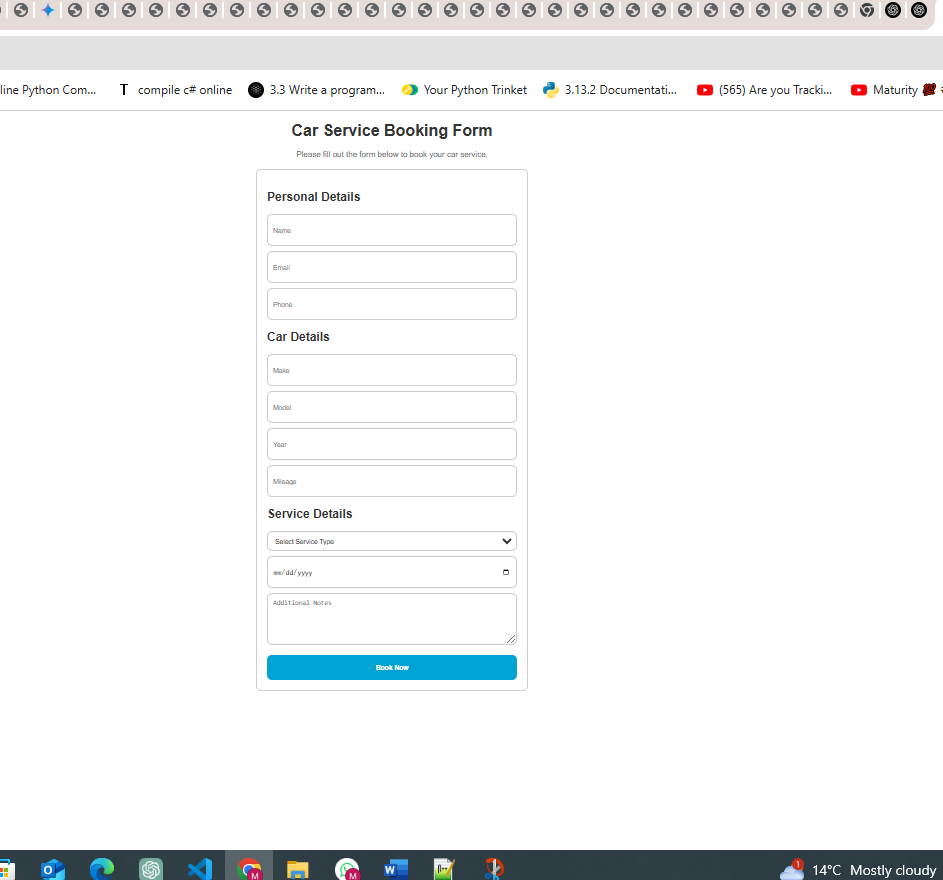 line Python Com...
compile c# online
3.3 Write a program...
Your Python Trinket
3.13.2 Documentati...
(565) Are you Tracki...
Maturity
Car Service Booking Form
Please fill out the form below to book your car service.
Personal Details
Name
Email
Phone
Car Details
Make
Model
Year
Mileage
Service Details
Select Service Type
mm/dd/yyyy
Additional Notes
Book Now
1
14°C Mostly cloudy